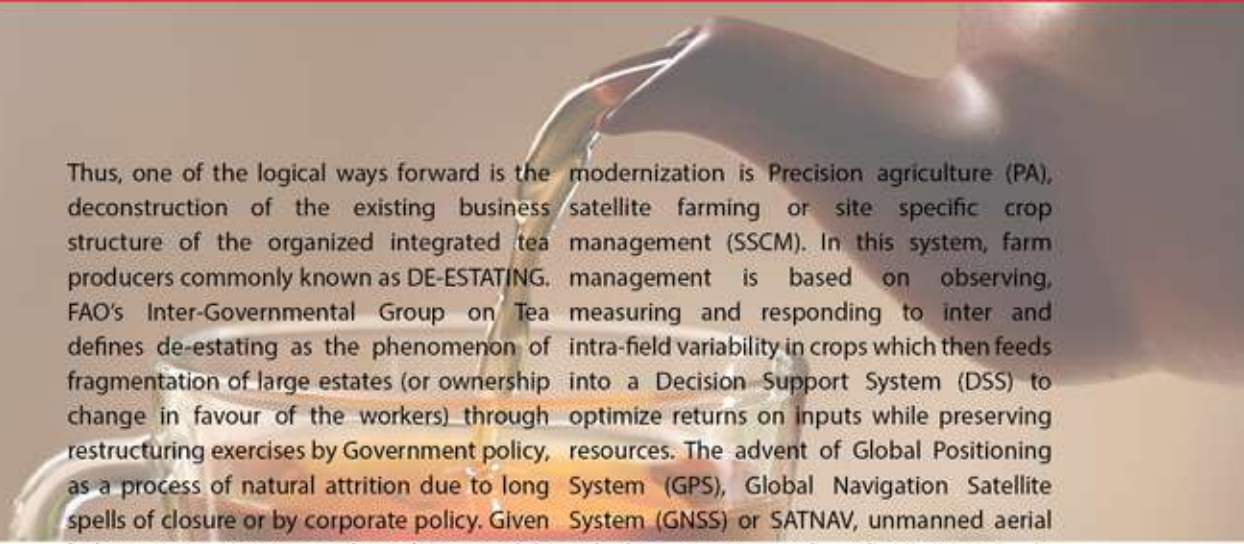 Thus, one of the logical ways forward is the
deconstruction of the existing business
structure of the organized integrated tea
producers commonly known as DE-ESTATING.
FAO's Inter-Governmental Group on Tea
defines de-estating as the phenomenon of
fragmentation of large estates (or ownership
change in favour of the workers) through
restructuring exercises by Government policy,
as a process of natural attrition due to long
spells of closure or by corporate policy. Given
modernization is Precision agriculture (PA),
satellite farming or site specific crop
management (SSCM). In this system, farm
management is based on observing,
measuring and responding to inter and
intra-field variability in crops which then feeds
into a Decision Support System (DSS) to
optimize returns on inputs while preserving
resources. The advent of Global Positioning
System (GPS), Global Navigation Satellite
System (GNSS) or SATNAV, unmanned aerial